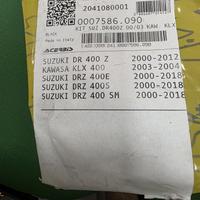 2041080001
0007586.090
KIT SUZ.DR400Z 00/03 KAW. KLX
BLACK
Made in Italy
ACERBIS
SUZUKI DR 400 Z 2000-2012
KAWASA KLX 400 2003-2004
SUZUKI DRZ 400E 2000-2018
SUZUKI DRZ 400S 2000-2018
SUZUKI DRZ 400 SM 2000-2018